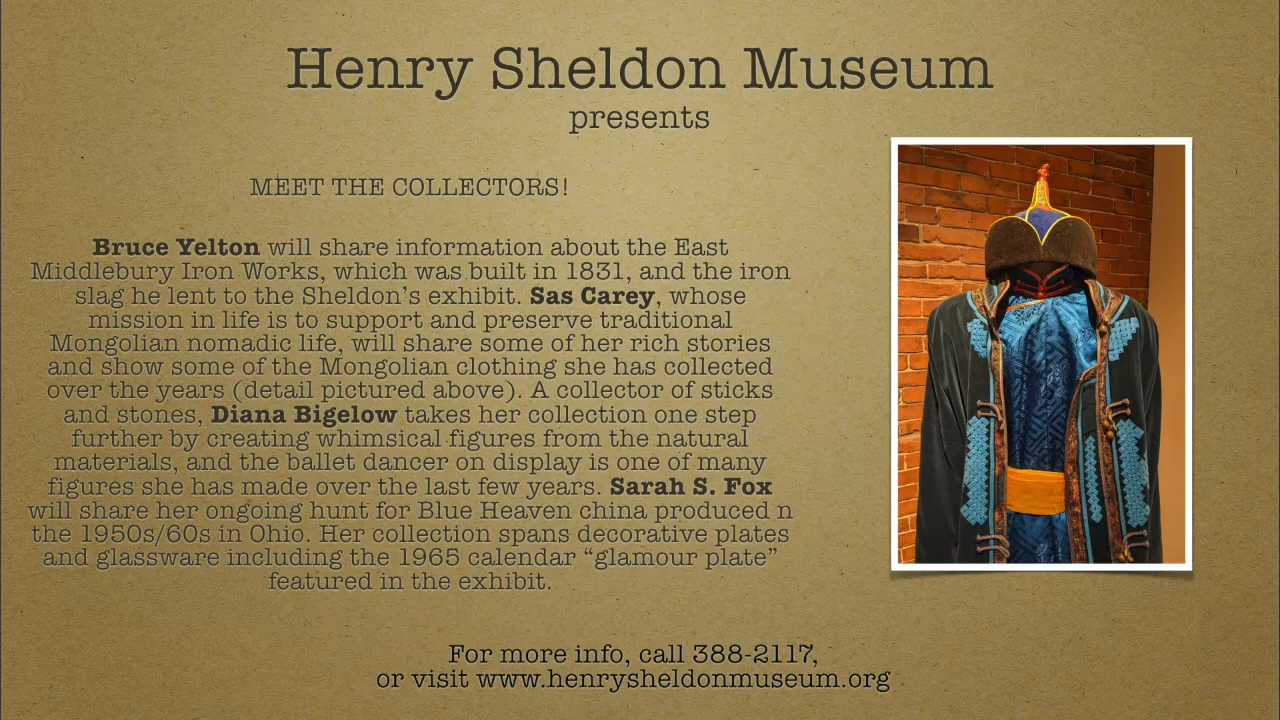 Henry Sheldon Museum
presents
MEET THE COLLECTORS!
Bruce Yelton will share information about the East
Middlebury Iron Works, which was built in 1831, and the iron
slag he lent to the Sheldon’s exhibit. Sas Carey, whose
mission in life is to support and preserve traditional
Mongolian nomadic life, will share some of her rich stories
and show some of the Mongolian clothing she has collected
over the years (detail pictured above). A collector of sticks
and stones, Diana Bigelow takes her collection one step
further by creating whimsical figures from the natural
materials, and the ballet dancer on display is one of many
figures she has made over the last few years. Sarah S. Fox
will share her ongoing hunt for Blue Heaven china produced n
the 1950s/60s in Ohio. Her collection spans decorative plates
and glassware including the 1965 calendar “glamour plate”
featured in the exhibit.
For more info, call 388-2117,
or visit www.henrysheldonmuseum.org